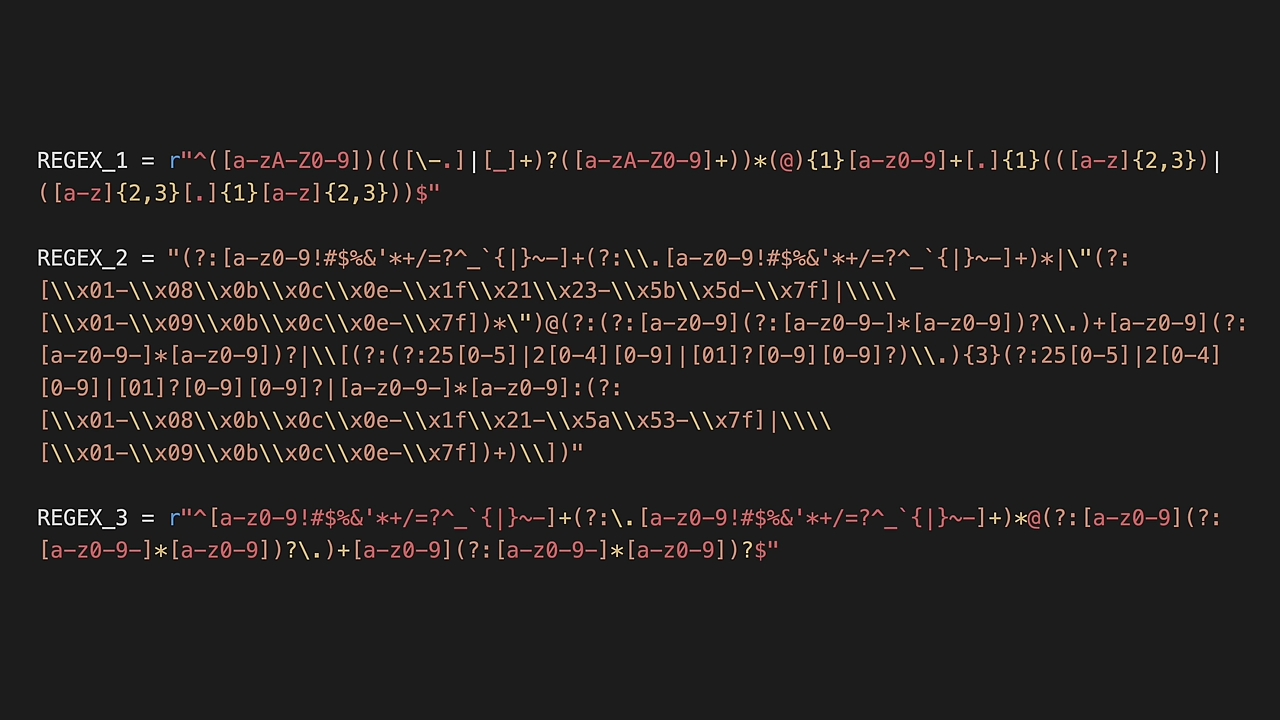 REGEX_1 = r"^([a-zA-Z0-9])(([\-.]|[_]+)?([a-zA-Z0-9]+))*(@){1}[a-z0-9]+[.]{1}(([a-z]{2,3})|
([a-z]{2,3}[.]{1}[a-z]{2,3}))$"
REGEX_2 = "(?:[a-z0-9!#$%&'*+/=?^_`{|}~-]+(?:\\.[a-z0-9!#$%&'*+/=?^_`{|}~-]+)*|\"(?:
[\\x01-\\x08\\x0b\\x0c\\x0e-\\x1f\\x21\\x23-\\x5b\\x5d-\\x7f]|\\\\
[\\x01-\\x09\\x0b\\x0c\\x0e-\\x7f])*\")@(?:(?:[a-z0-9](?:[a-z0-9-]*[a-z0-9])?\\.)+[a-z0-9](?:
[a-z0-9-]*[a-z0-9])?|\\[(?:(?:25[0-5]|2[0-4][0-9]|[01]?[0-9][0-9]?)\\.){3}(?:25[0-5]|2[0-4]
[0-9]|[01]?[0-9][0-9]?|[a-z0-9-]*[a-z0-9]:(?:
[\\x01-\\x08\\x0b\\x0c\\x0e-\\x1f\\x21-\\x5a\\x53-\\x7f]|\\\\
[\\x01-\\x09\\x0b\\x0c\\x0e-\\x7f])+)\\])"
REGEX_3 = r"^[a-z0-9!#$%&'*+/=?^_`{|}~-]+(?:\.[a-z0-9!#$%&'*+/=?^_`{|}~-]+)*@(?:[a-z0-9](?:
[a-z0-9-]*[a-z0-9])?\.)+[a-z0-9](?:[a-z0-9-]*[a-z0-9])?$"